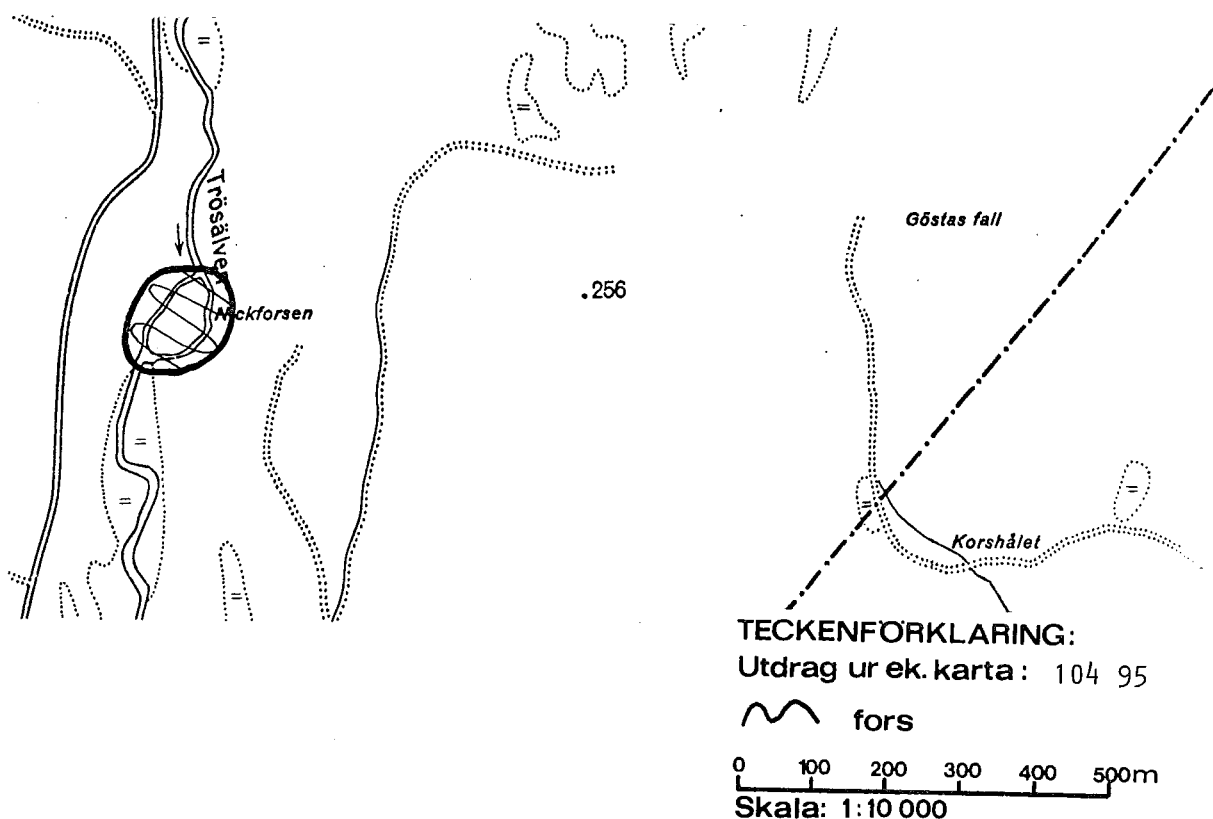 Trösälven
Göstas fall
.256
Nickforsen
Korshålet
TECKENFÖRKLARING:
Utdrag ur ek. karta: 104 95
fors
0 100 200 300 400 500m
Skala: 1:10 000